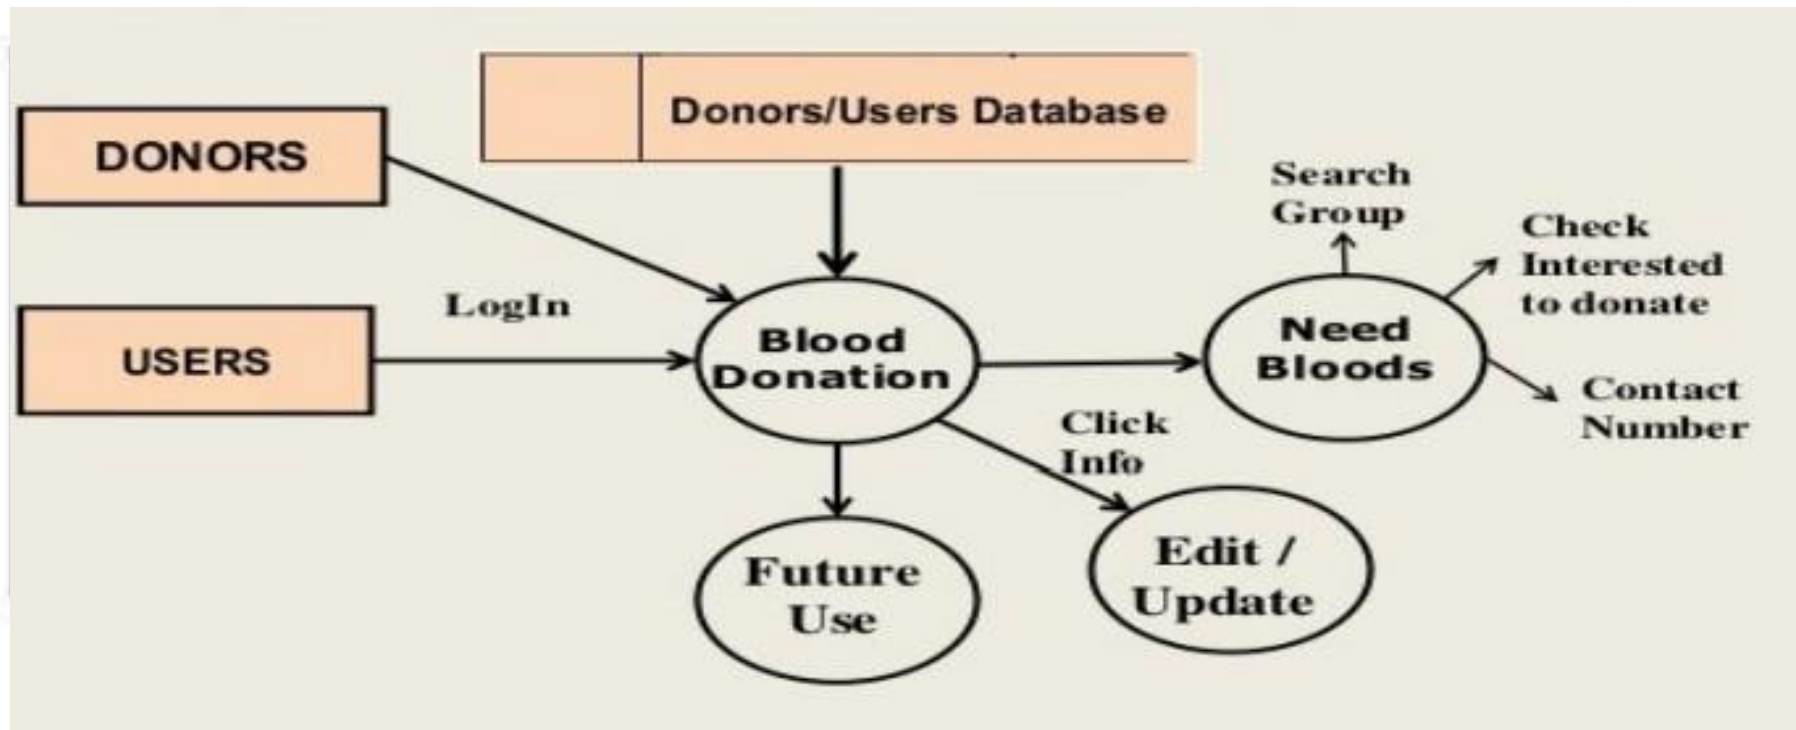 Donors/Users Database
DONORS
USERS
LogIn
Blood
Donation
Need
Bloods
Search
Group
Check
Interested
to donate
Contact
Number
Click
Info
Future
Use
Edit /
Update